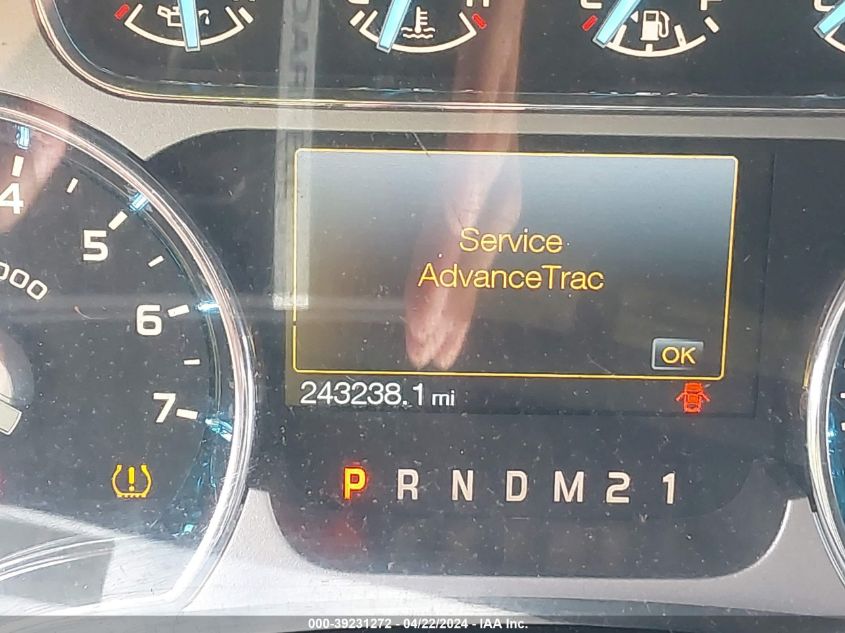 H
C
H
E
F
4
5
6
7
Service
AdvanceTrac
OK
243238.1 mi
P R N D M 2 1
000-39231272 - 04/22/2024 - IAA Inc.